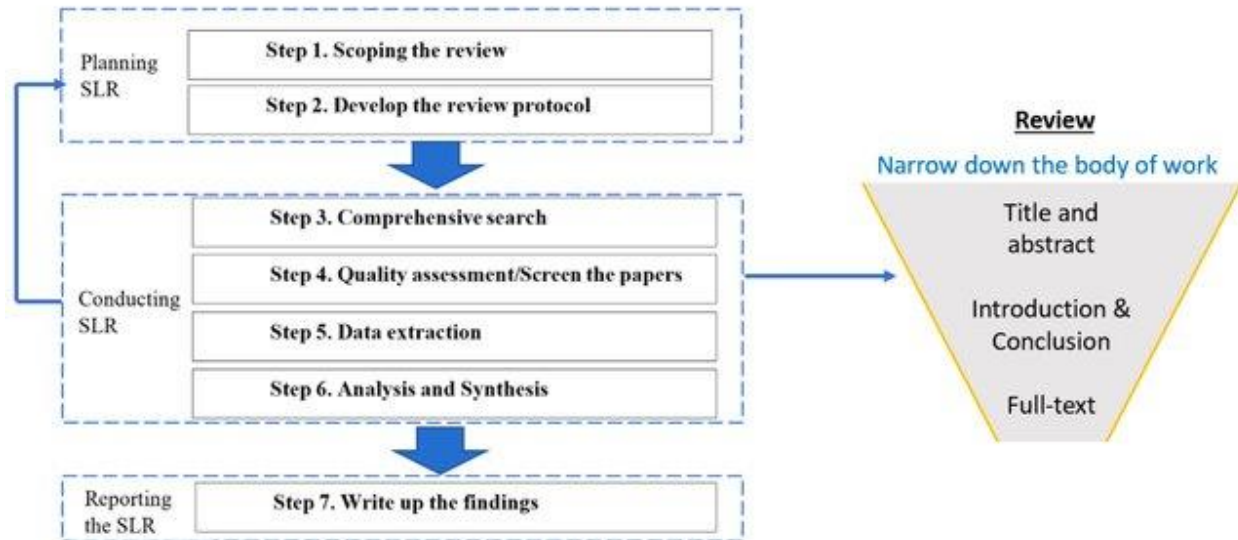 Planning
SLR
Step 1. Scoping the review
Step 2. Develop the review protocol
Conducting
SLR
Step 3. Comprehensive search
Step 4. Quality assessment/Screen the papers
Step 5. Data extraction
Step 6. Analysis and Synthesis
Reporting
the SLR
Step 7. Write up the findings
Review
Narrow down the body of work
Title and
abstract
Introduction &
Conclusion
Full-text